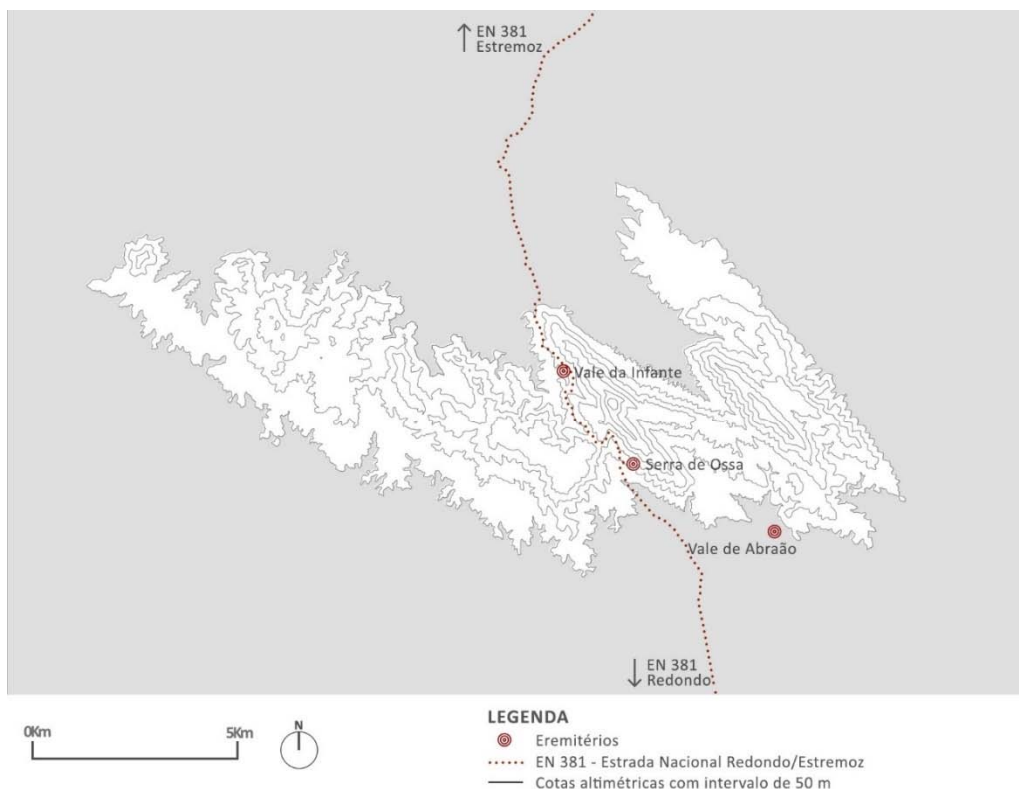 EN 381
Estremoz
Vale da Infante
Serra de Ossa
Vale de Abraão
EN 381
Redondo
0Km
5Km
N
LEGENDA
Eremitérios
EN 381 - Estrada Nacional Redondo/Estremoz
Cotas altimétricas com intervalo de 50 m